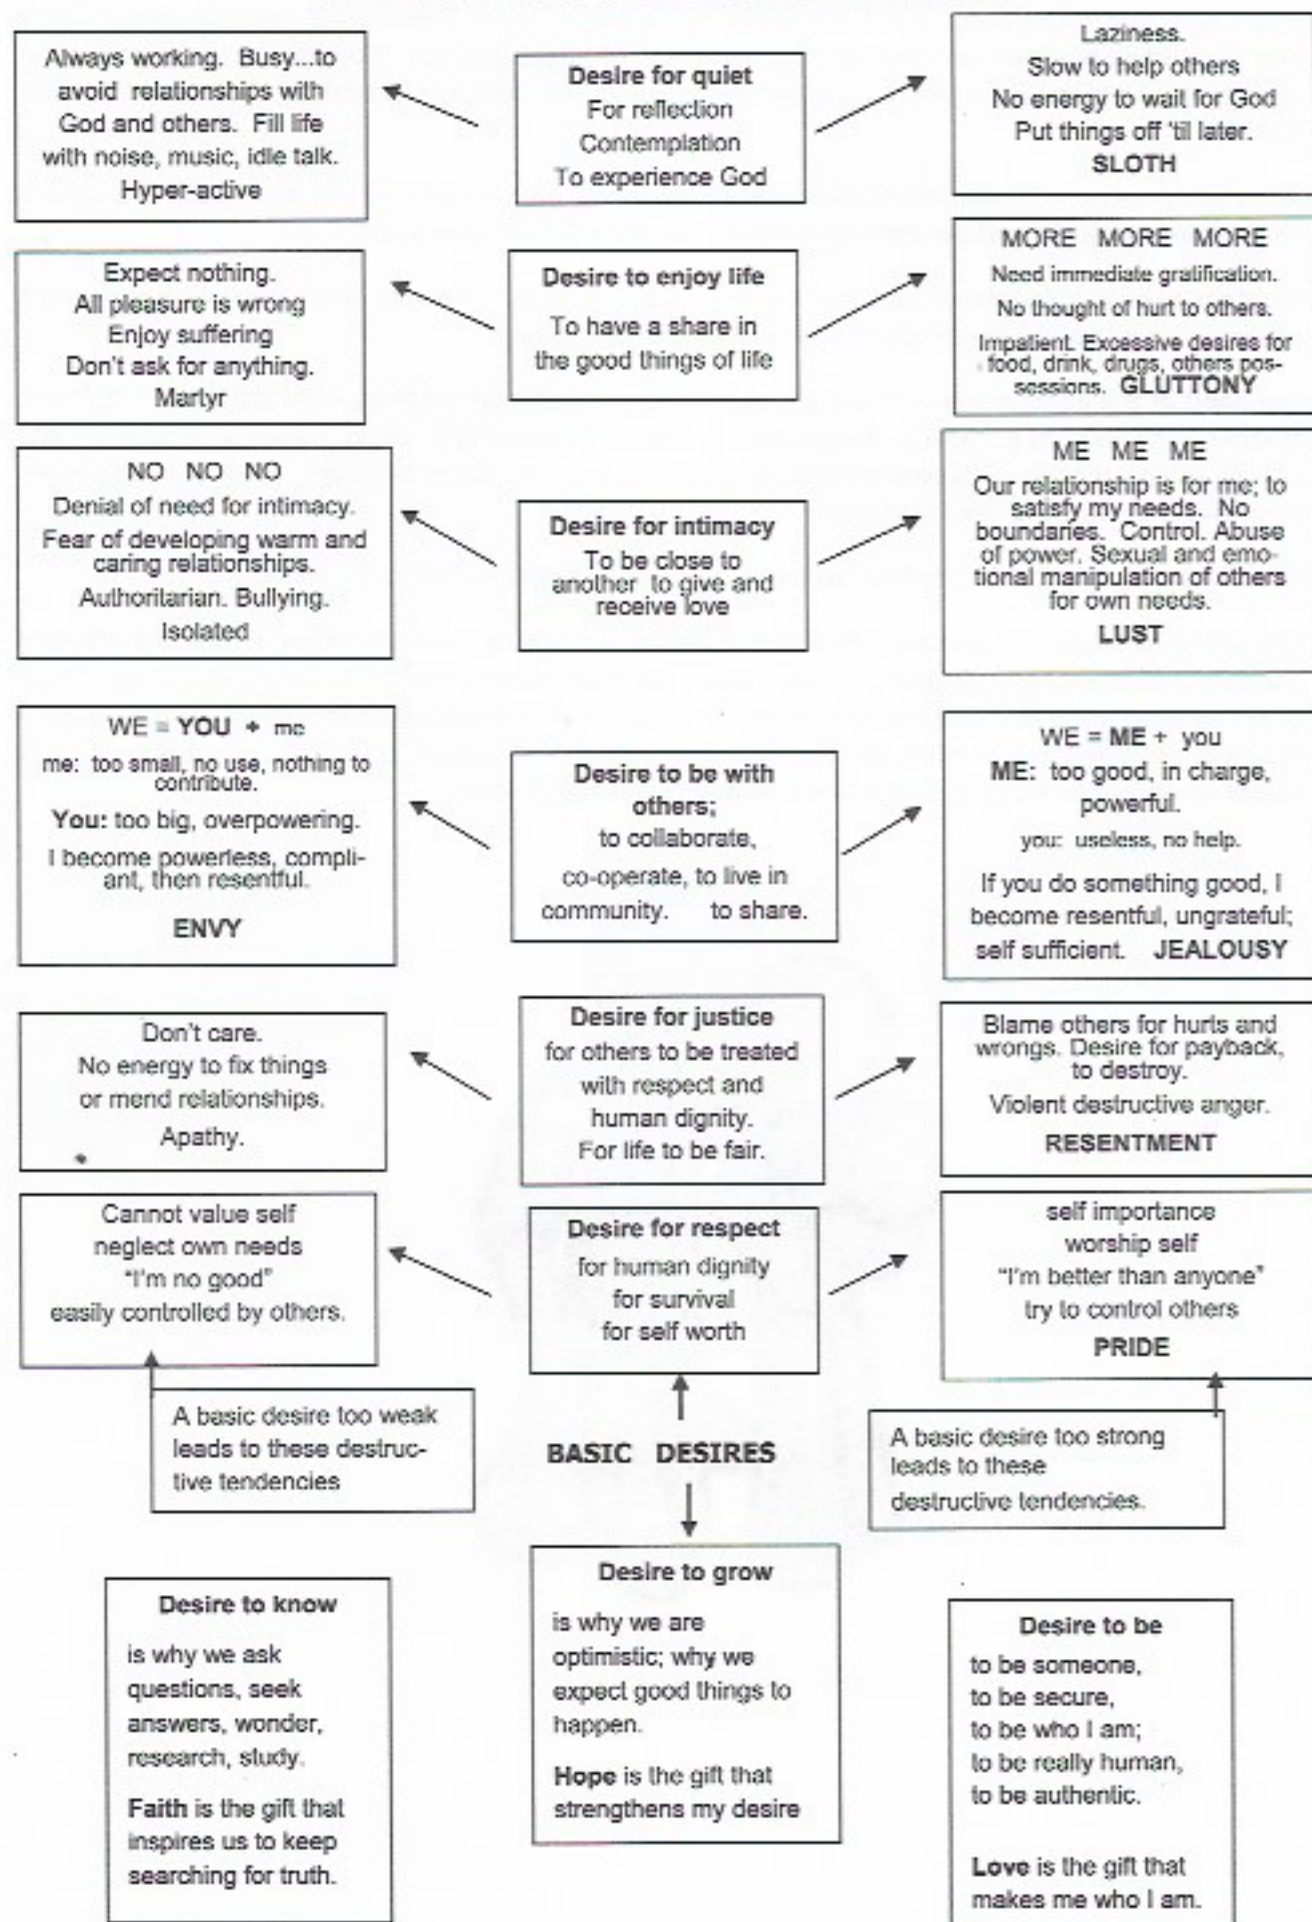 Always working. Busy...to
avoid relationships with
God and others. Fill life
with noise, music, idle talk.
Hyper-active
Desire for quiet
For reflection
Contemplation
To experience God
Laziness.
Slow to help others
No energy to wait for God
Put things off 'til later.
SLOTH
Expect nothing.
All pleasure is wrong
Enjoy suffering
Don't ask for anything.
Martyr
Desire to enjoy life
To have a share in
the good things of life
MORE MORE MORE
Need immediate gratification.
No thought of hurt to others.
Impatient. Excessive desires for
food, drink, drugs, others pos-
sessions. GLUTTONY
NO NO NO
Denial of need for intimacy.
Fear of developing warm and
caring relationships.
Authoritarian. Bullying.
Isolated
Desire for intimacy
To be close to
another to give and
receive love
ME ME ME
Our relationship is for me; to
satisfy my needs. No
boundaries. Control. Abuse
of power. Sexual and emo-
tional manipulation of others
for own needs.
LUST
WE = YOU + me
me: too small, no use, nothing to
contribute.
You: too big, overpowering.
I become powerless, compli-
ant, then resentful.
ENVY
Desire to be with
others;
to collaborate,
co-operate, to live in
community. to share.
WE = ME + you
ME: too good, in charge,
powerful.
you: useless, no help.
If you do something good, I
become resentful, ungrateful;
self sufficient. JEALOUSY
Don't care.
No energy to fix things
or mend relationships.
Apathy.
Desire for justice
for others to be treated
with respect and
human dignity.
For life to be fair.
Blame others for hurts and
wrongs. Desire for payback,
to destroy.
Violent destructive anger.
RESENTMENT
Cannot value self
neglect own needs
"I'm no good"
easily controlled by others.
Desire for respect
for human dignity
for survival
for self worth
self importance
worship self
"I'm better than anyone"
try to control others
PRIDE
A basic desire too weak
leads to these destruc-
tive tendencies
BASIC DESIRES
A basic desire too strong
leads to these
destructive tendencies.
Desire to know
is why we ask
questions, seek
answers, wonder,
research, study.
Faith is the gift that
inspires us to keep
searching for truth.
Desire to grow
is why we are
optimistic; why we
expect good things to
happen.
Hope is the gift that
strengthens my desire
Desire to be
to be someone,
to be secure,
to be who I am;
to be really human,
to be authentic.
Love is the gift that
makes me who I am.